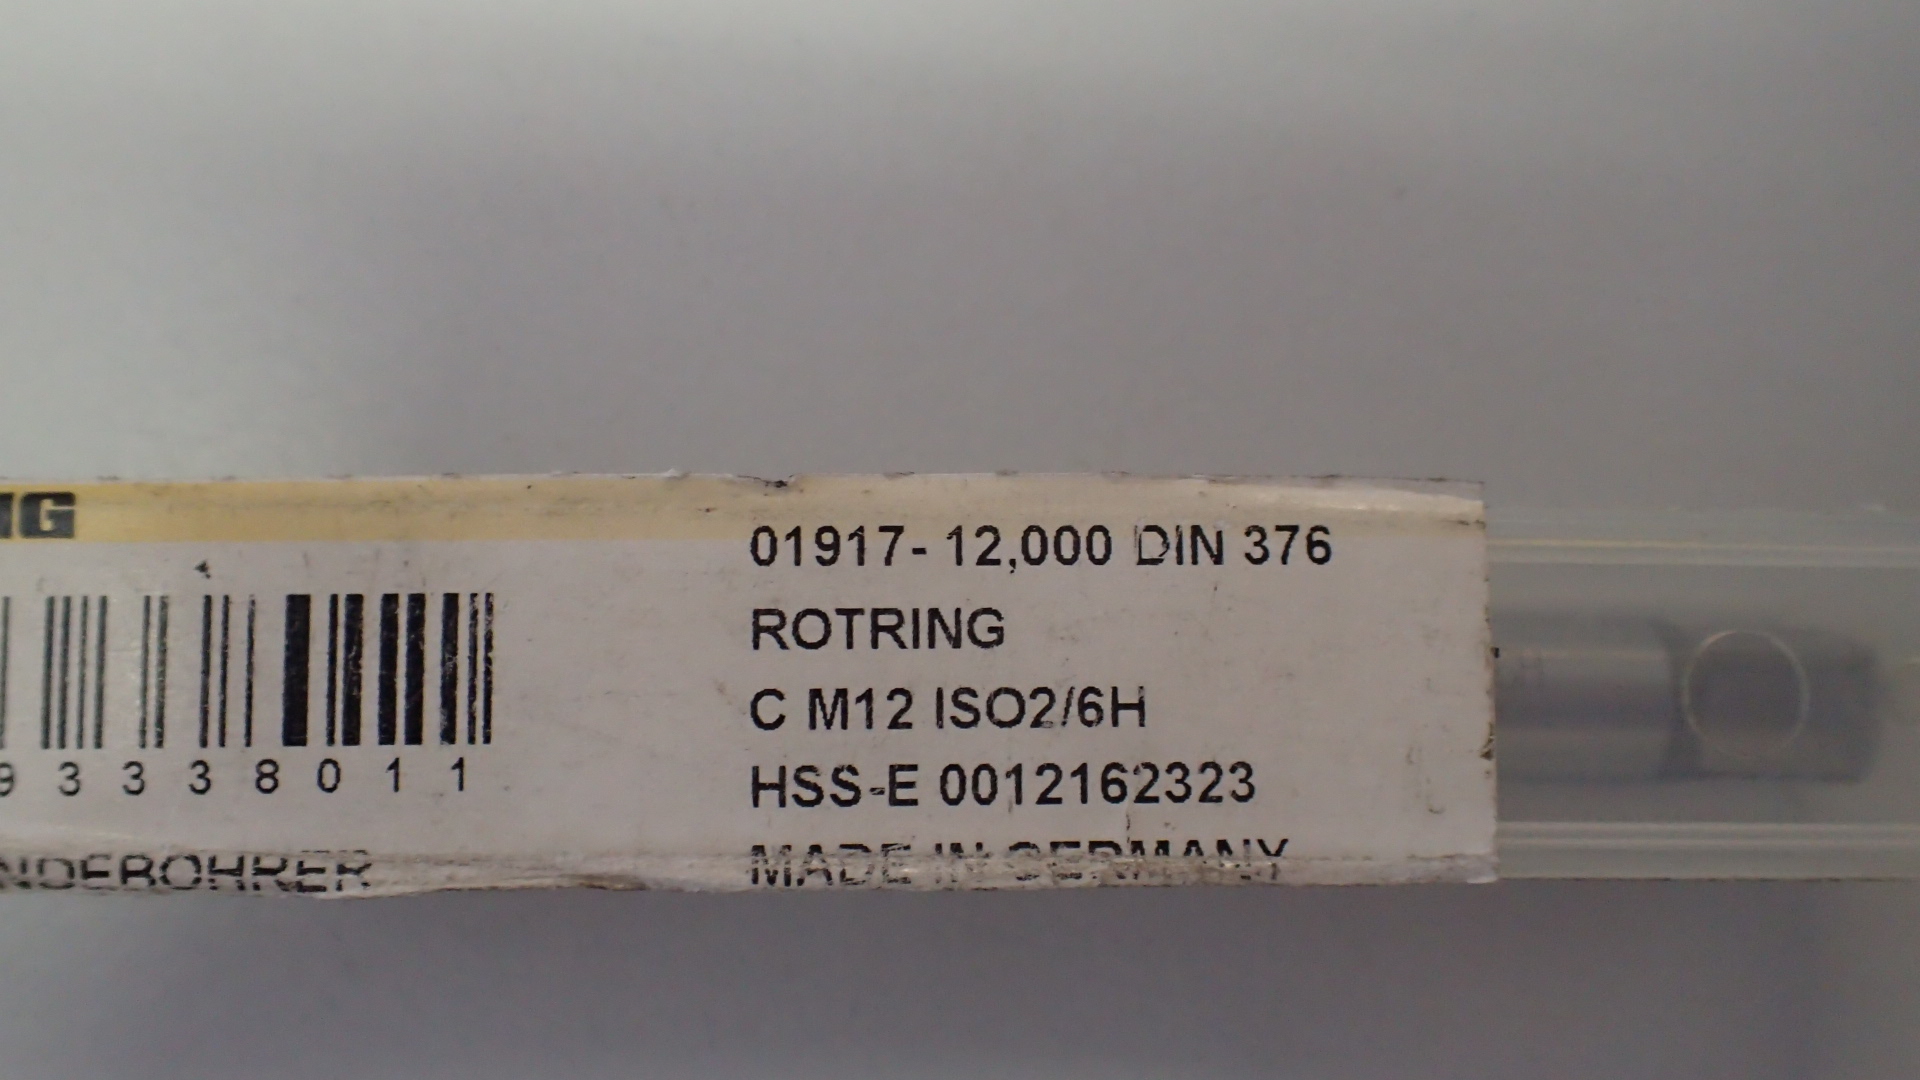 NG
01917- 12,000 DIN 376
ROTRING
C M12 ISO2/6H
HSS-E 0012162323
MADE IN GERMANY
9 3 3 3 8 0 1 1
NDEBOHRER